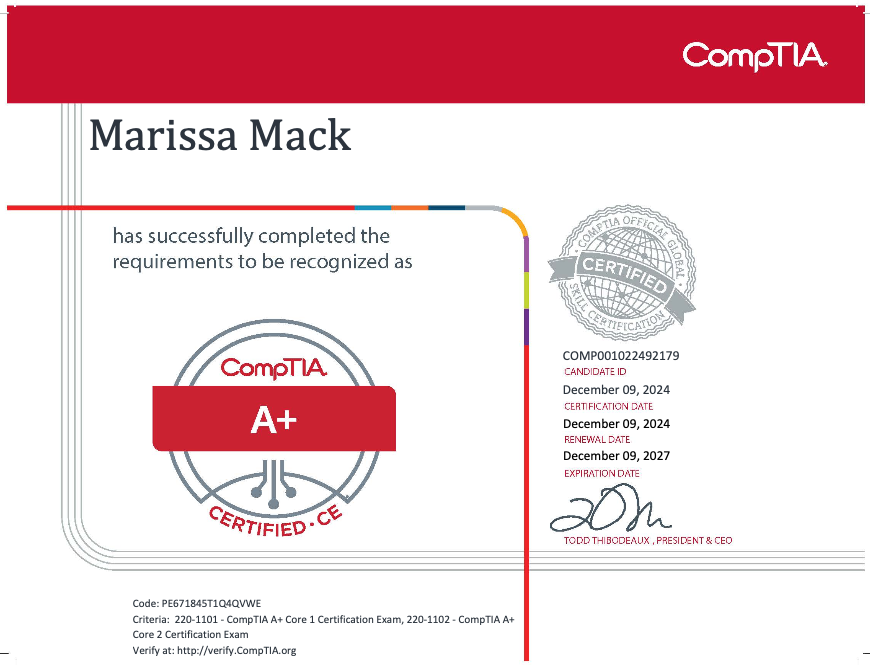 CompTIA
Marissa Mack
has successfully completed the
requirements to be recognized as
CompTIA
A+
CERTIFIED · CE
COMPTIA OFFICIAL GLOBAL
CERTIFIED
SKILL CERTIFICATION
COMP001022492179
CANDIDATE ID
December 09, 2024
CERTIFICATION DATE
December 09, 2024
RENEWAL DATE
December 09, 2027
EXPIRATION DATE
TODD THIBODEAUX , PRESIDENT & CEO
Code: PE671845T1Q4QVWE
Criteria: 220-1101 - CompTIA A+ Core 1 Certification Exam, 220-1102 - CompTIA A+
Core 2 Certification Exam
Verify at: http://verify.CompTIA.org